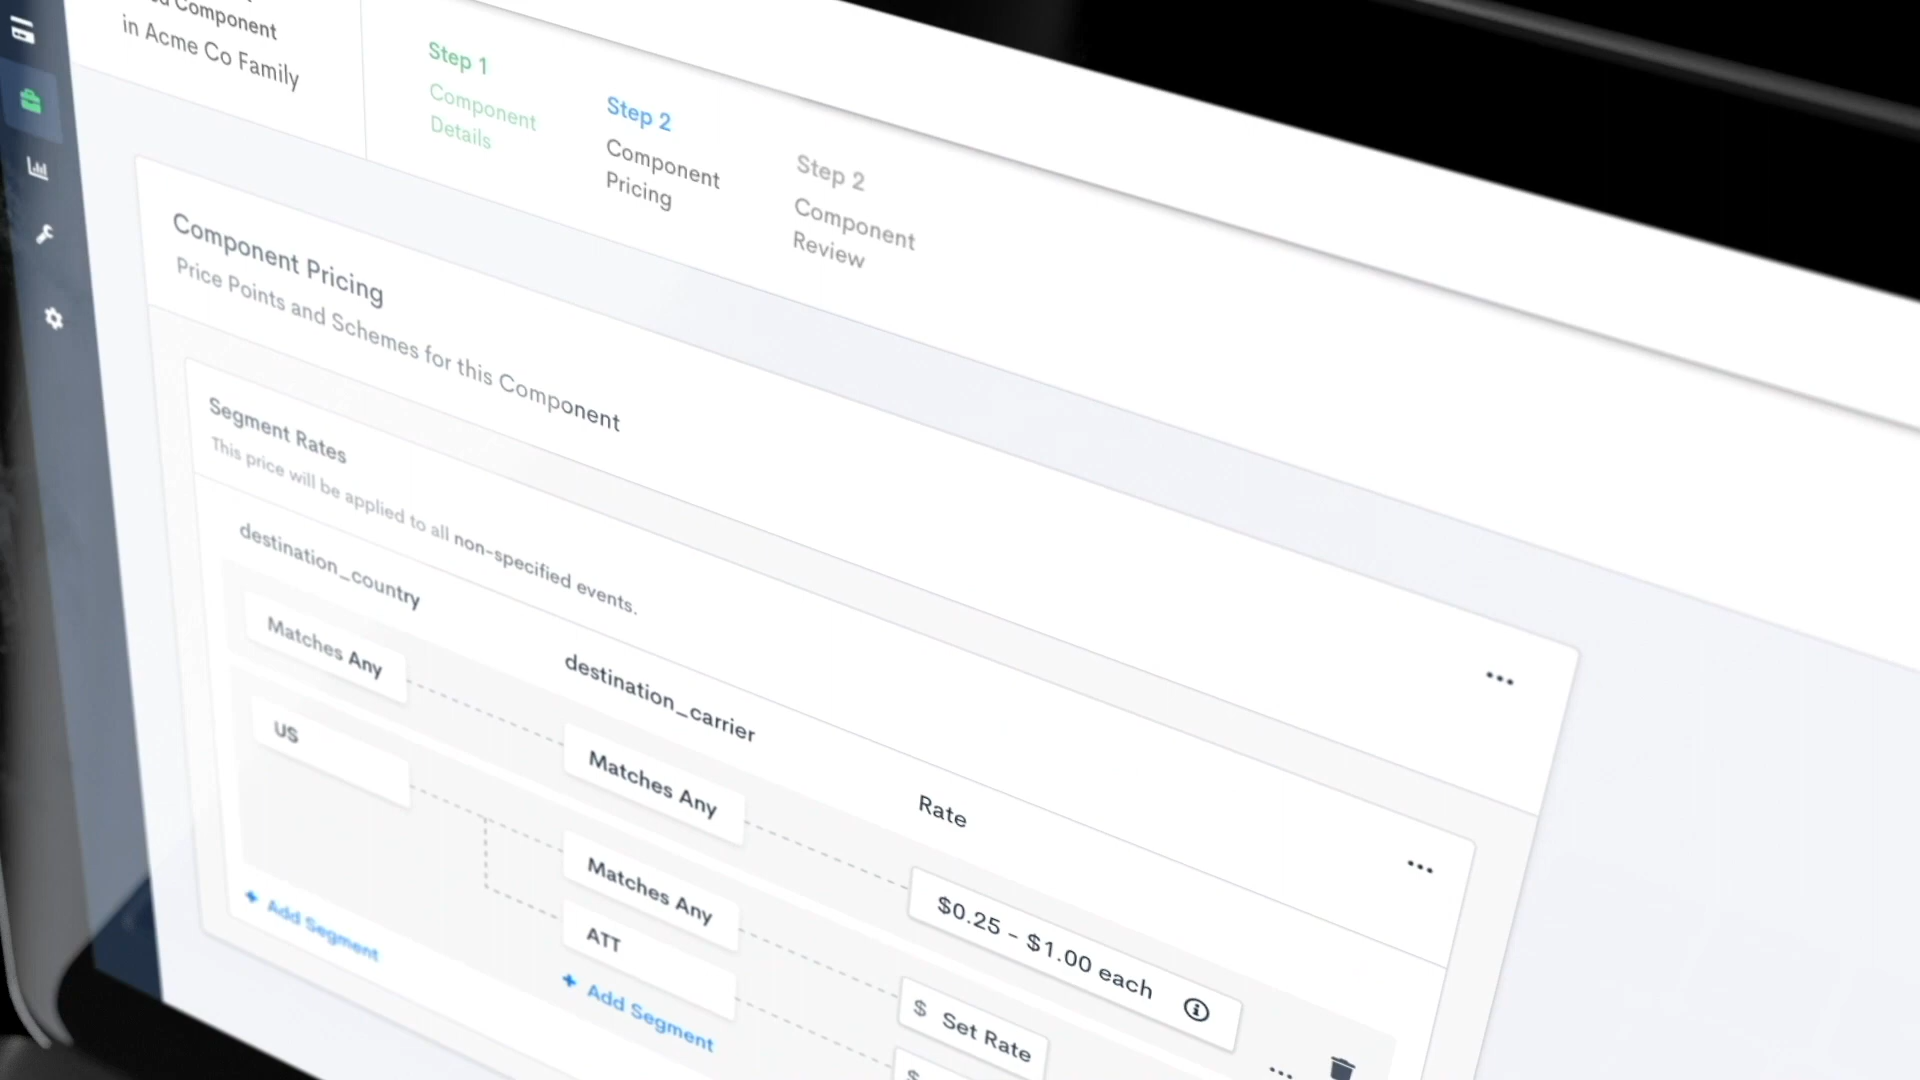 Component
in Acme Co Family
Step 1
Component
Details
Step 2
Component
Pricing
Step 2
Component
Review
Component Pricing
Price Points and Schemes for this Component
Segment Rates
This price will be applied to all non-specified events.
destination_country
destination_carrier
Rate
Matches Any
Matches Any
$0.25 - $1.00 each
US
Matches Any
$ Set Rate
ATT
$
+ Add Segment
+ Add Segment